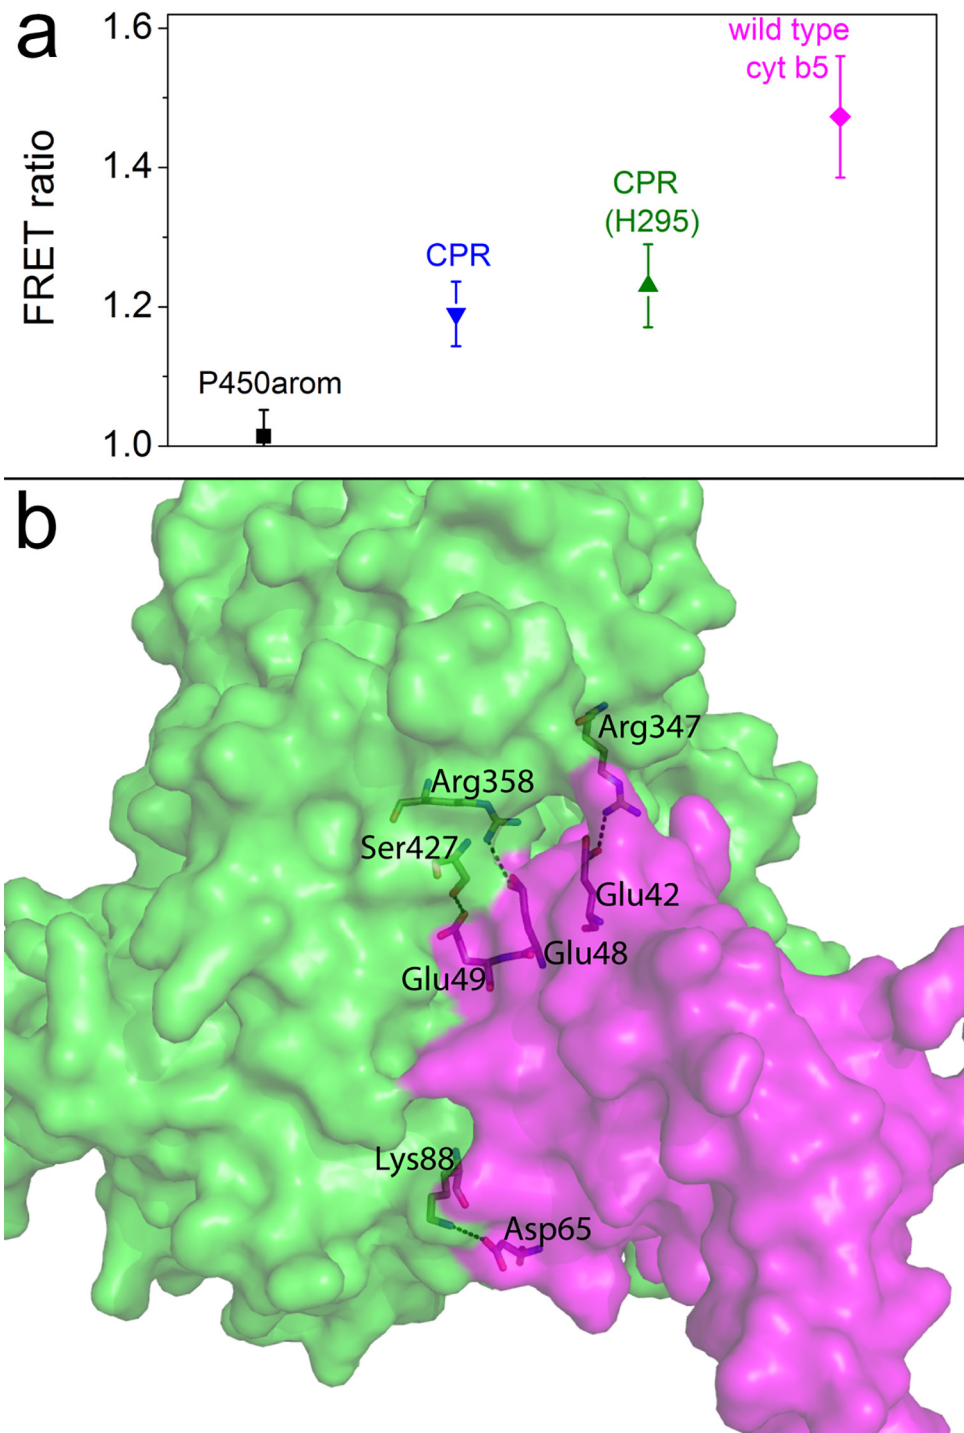 a
FRET ratio
1.6
1.4
1.2
1.0
P450arom
CPR
CPR
(H295)
wild type
cyt b5
b
Arg347
Arg358
Ser427
Glu42
Glu48
Glu49
Lys88
Asp65